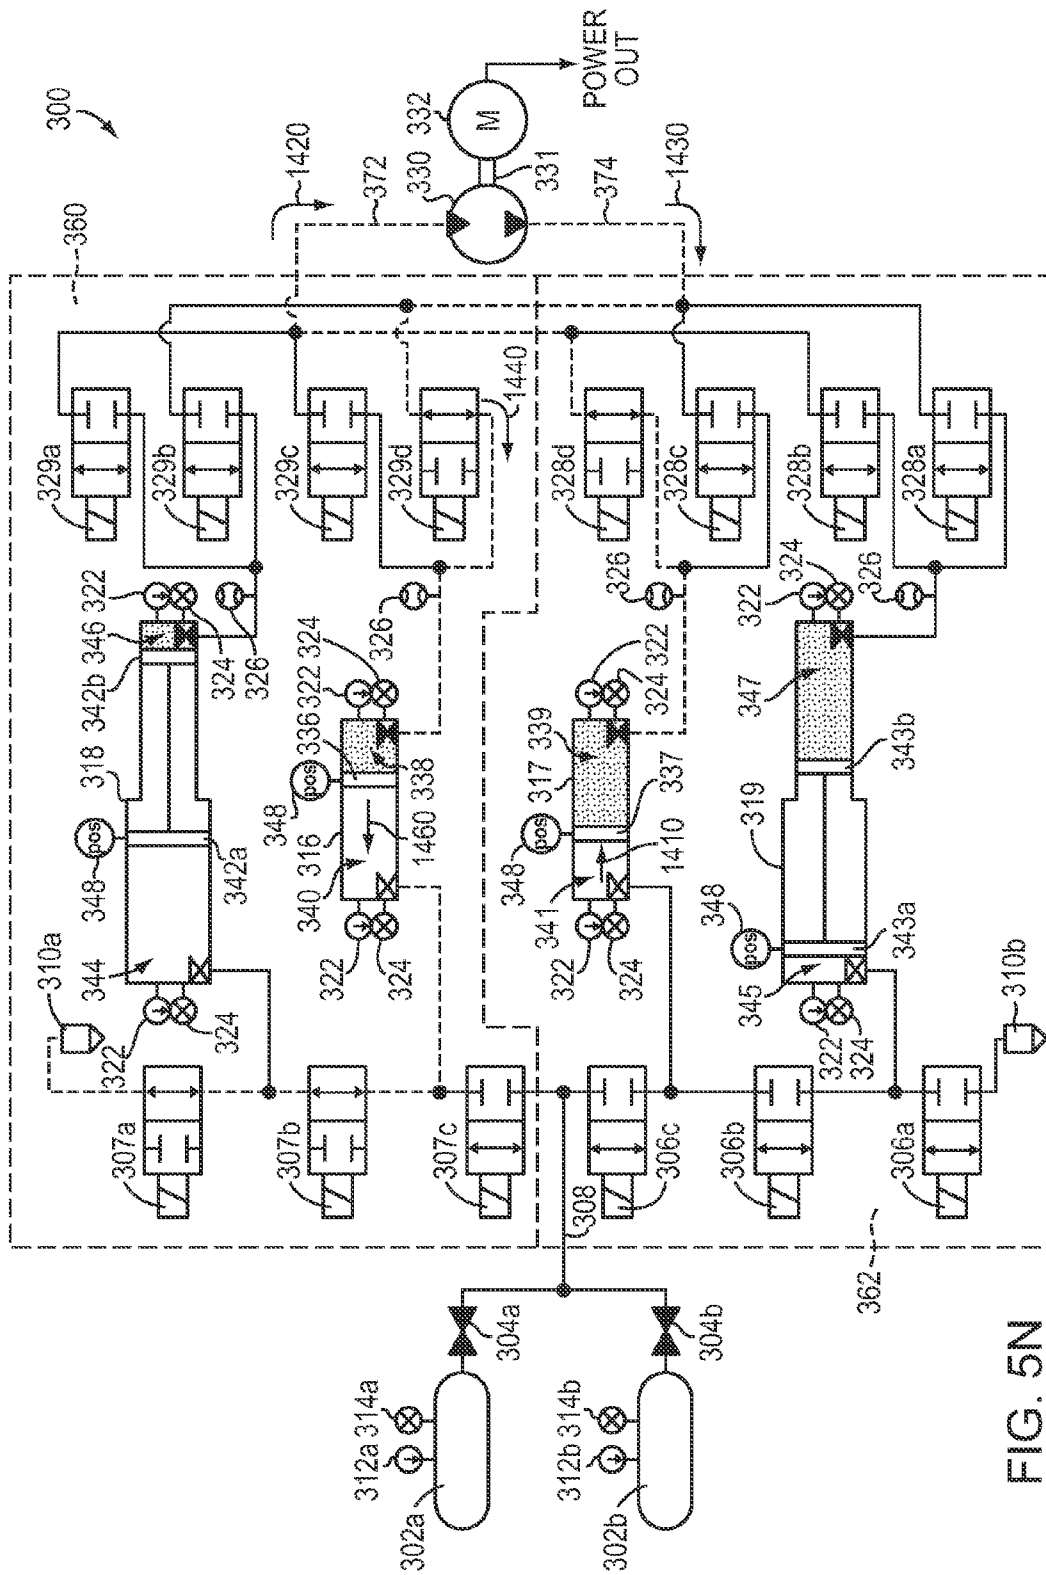 300
360
1420
372
330
332
M
331
POWER
OUT
374
1430
329a
329b
329c
329d
1440
328d
328c
328b
328a
322
346
342b
324
326
318
pos
348
342a
344
310a
322
324
326
324
322
336
338
pos
348
316
1460
340
322
324
326
322
324
339
317
337
pos
348
1410
341
322
324
324
322
326
347
343b
319
348
pos
343a
345
322
324
310b
307a
307b
307c
308
306c
306b
306a
362
304a
304b
314a
312a
302a
314b
312b
302b
FIG. 5N